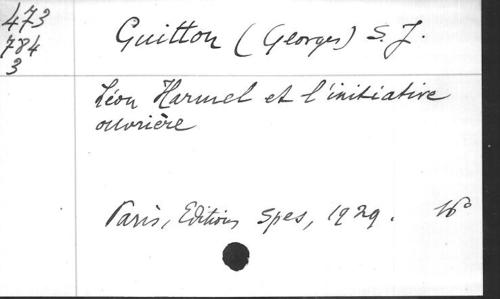 473
784
3
Guitton (Georges) S. J.
Léon Harmel et l'initiative
ouvrière
Paris, Editions Spes, 1929. 16°